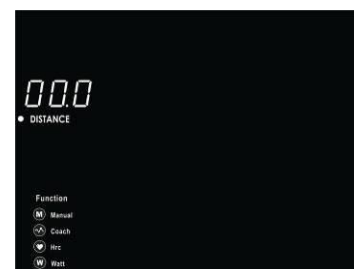 00.0
DISTANCE
Function
M Manual
Coach
Hrc
W Watt